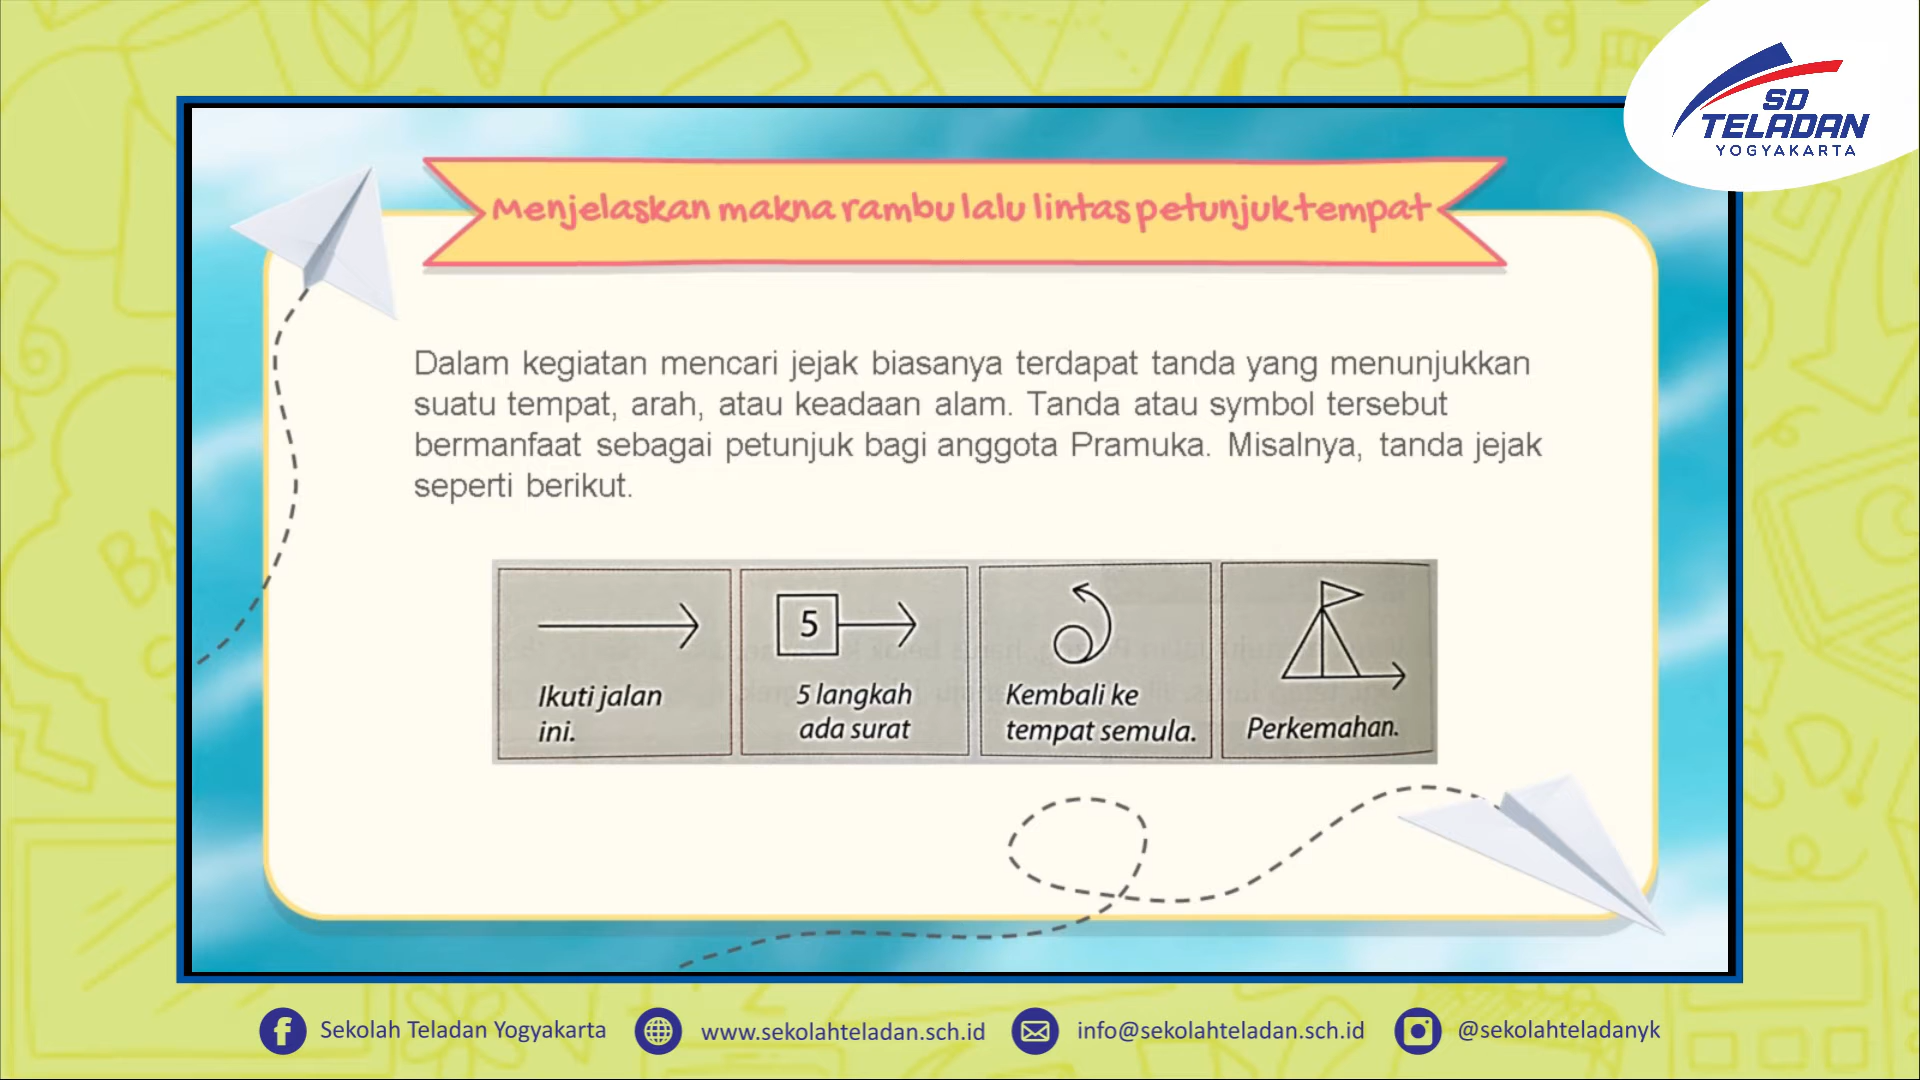 SD
TELADAN
YOGYAKARTA
Menjelaskan makna rambu lalu lintas petunjuk tempat
Dalam kegiatan mencari jejak biasanya terdapat tanda yang menunjukkan
suatu tempat, arah, atau keadaan alam. Tanda atau symbol tersebut
bermanfaat sebagai petunjuk bagi anggota Pramuka. Misalnya, tanda jejak
seperti berikut.
5
Ikuti jalan
ini.
5 langkah
ada surat
Kembali ke
tempat semula.
Perkemahan.
Sekolah Teladan Yogyakarta
www.sekolahteladan.sch.id
info@sekolahteladan.sch.id
@sekolahteladanyk